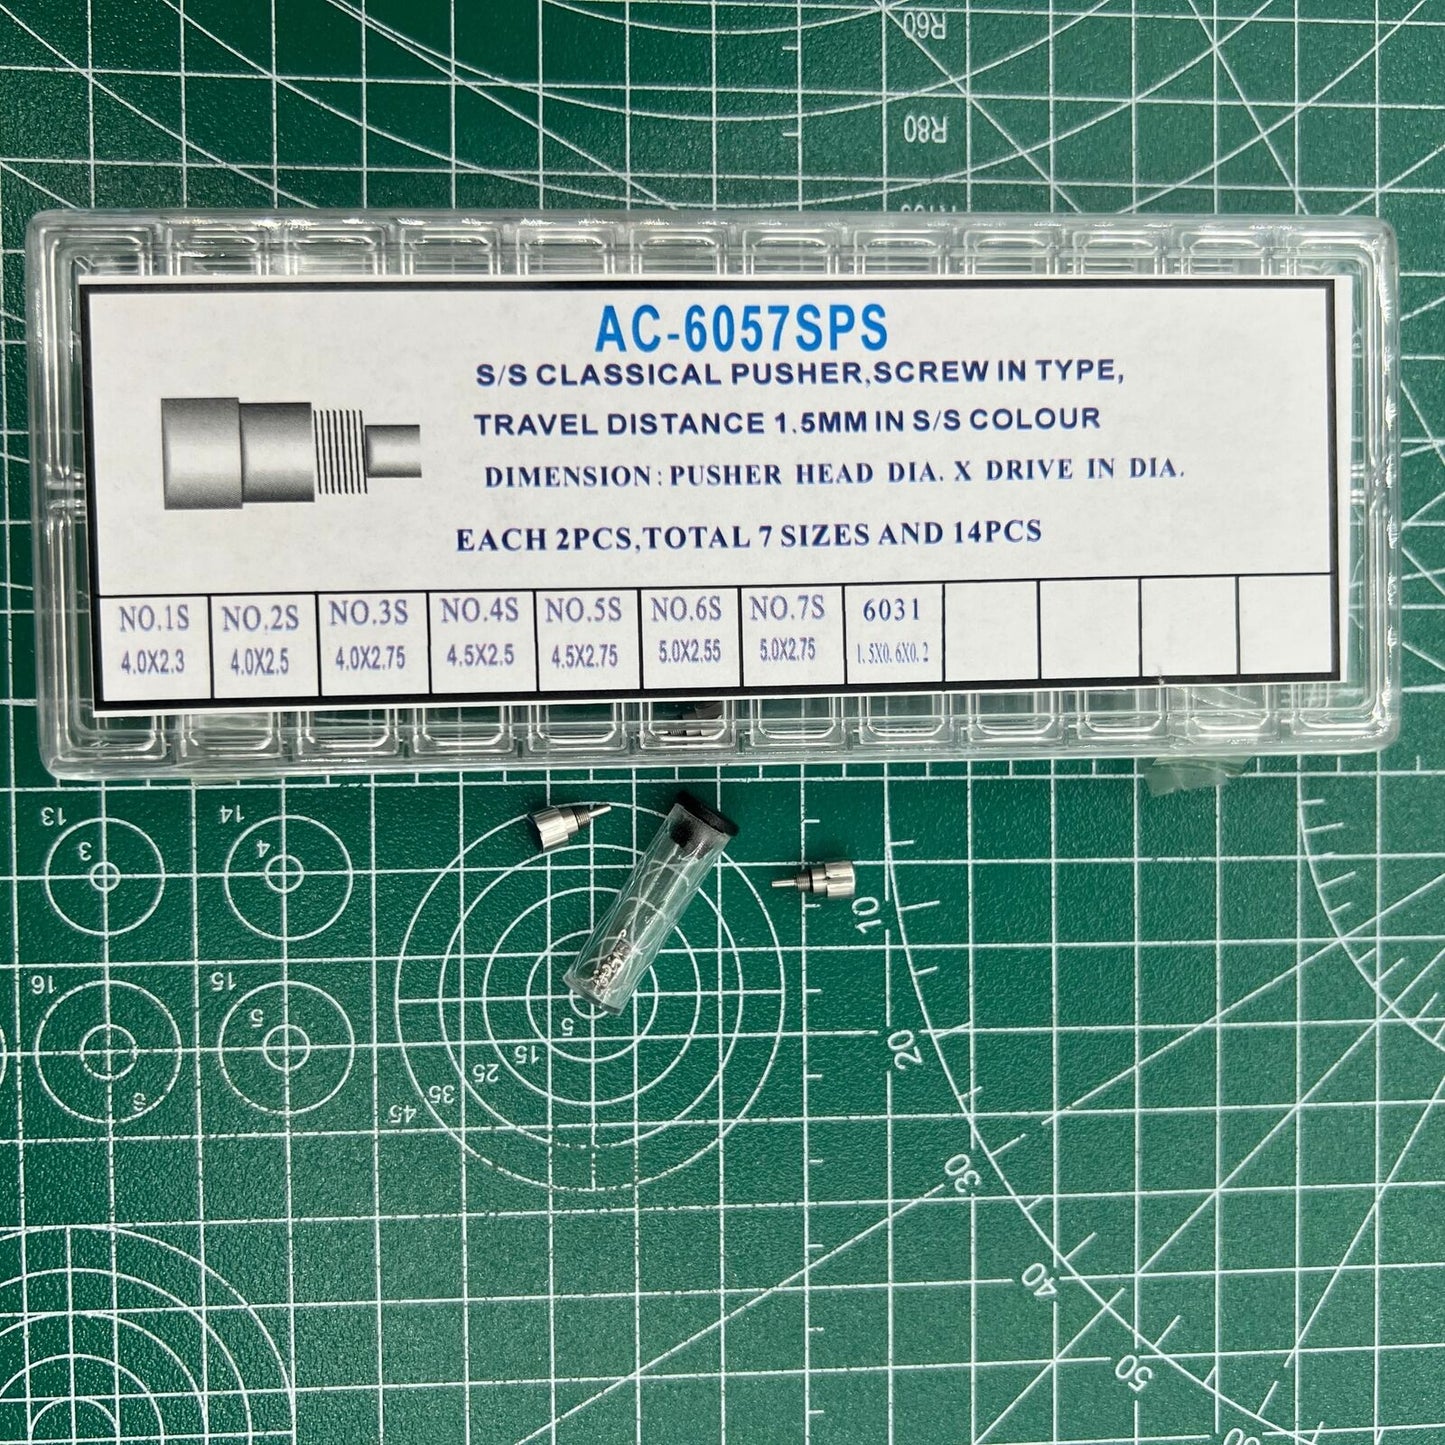 R60
R80
AC-6057SPS
S/S CLASSICAL PUSHER,SCREW IN TYPE,
TRAVEL DISTANCE 1.5MM IN S/S COLOUR
DIMENSION: PUSHER HEAD DIA. X DRIVE IN DIA.
EACH 2PCS,TOTAL 7 SIZES AND 14PCS
NO.1S NO.2S NO.3S NO.4S NO.5S NO.6S NO.7S 6031
4.0X2.3 4.0X2.5 4.0X2.75 4.5X2.5 4.5X2.75 5.0X2.55 5.0X2.75 1.5X0.6X0.2
13 14
3 4
10
16 15
5 5
15
20
25
35
45
30
40
50